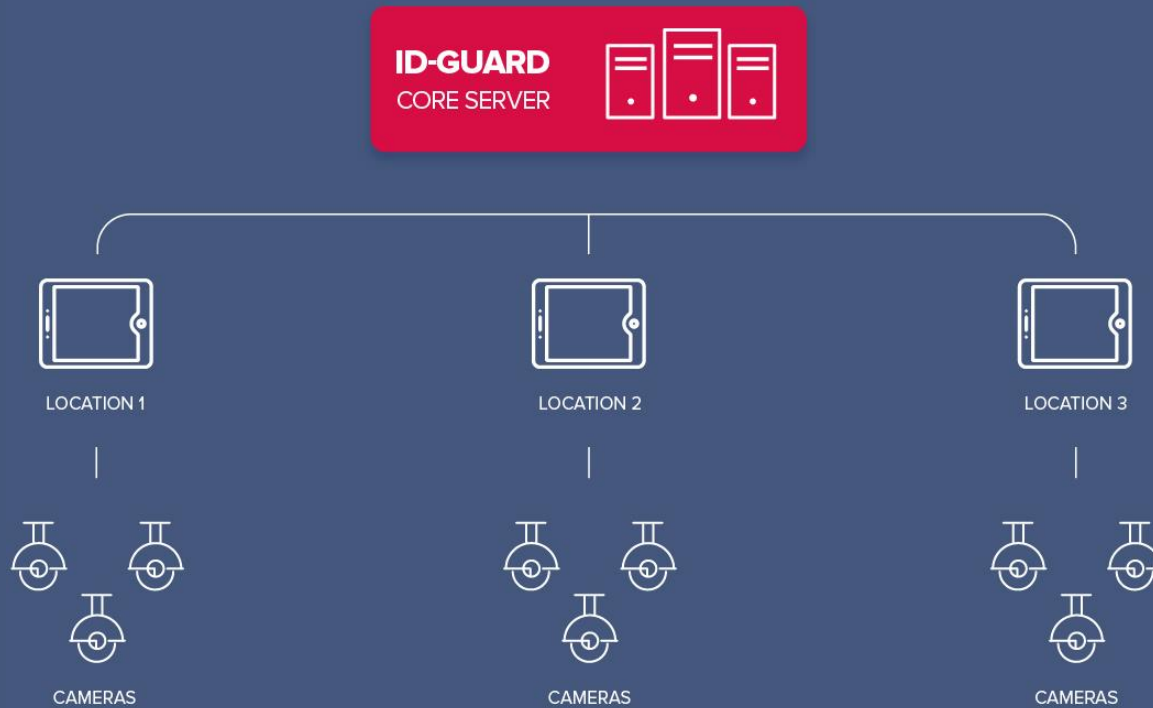 ID-GUARD
CORE SERVER
LOCATION 1
LOCATION 2
LOCATION 3
CAMERAS
CAMERAS
CAMERAS